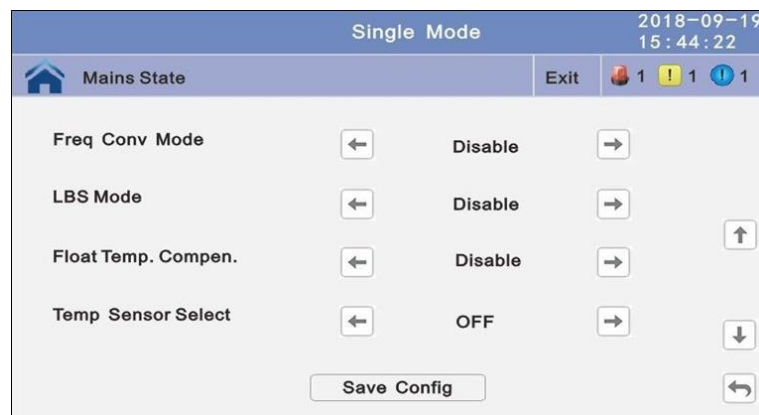 Single Mode
2018-09-19
15:44:22
Mains State
Exit
1
!
1
!
1
Freq Conv Mode
Disable
LBS Mode
Disable
Float Temp. Compen.
Disable
Temp Sensor Select
OFF
Save Config